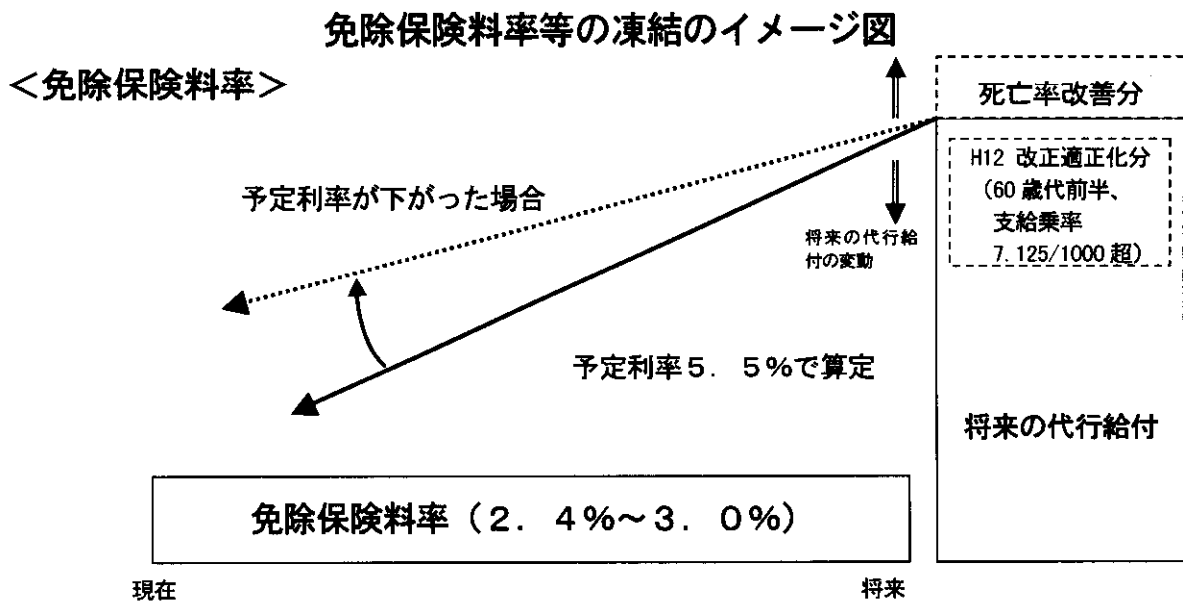 免除保険料率等の凍結のイメージ図
＜免除保険料率＞
死亡率改善分
H12 改正適正化分
（60 歳代前半、
支給乗率
7.125/1000 超）
予定利率が下がった場合
将来の代行給
付の変動
予定利率５．５％で算定
将来の代行給付
免除保険料率（２．４％～３．０％）
現在
将来